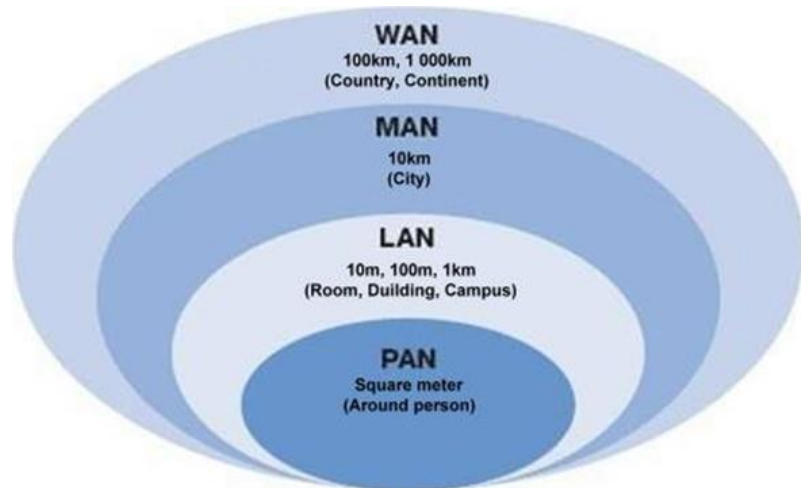 WAN
100km, 1 000km
(Country, Continent)
MAN
10km
(City)
LAN
10m, 100m, 1km
(Room, Duilding, Campus)
PAN
Square meter
(Around person)